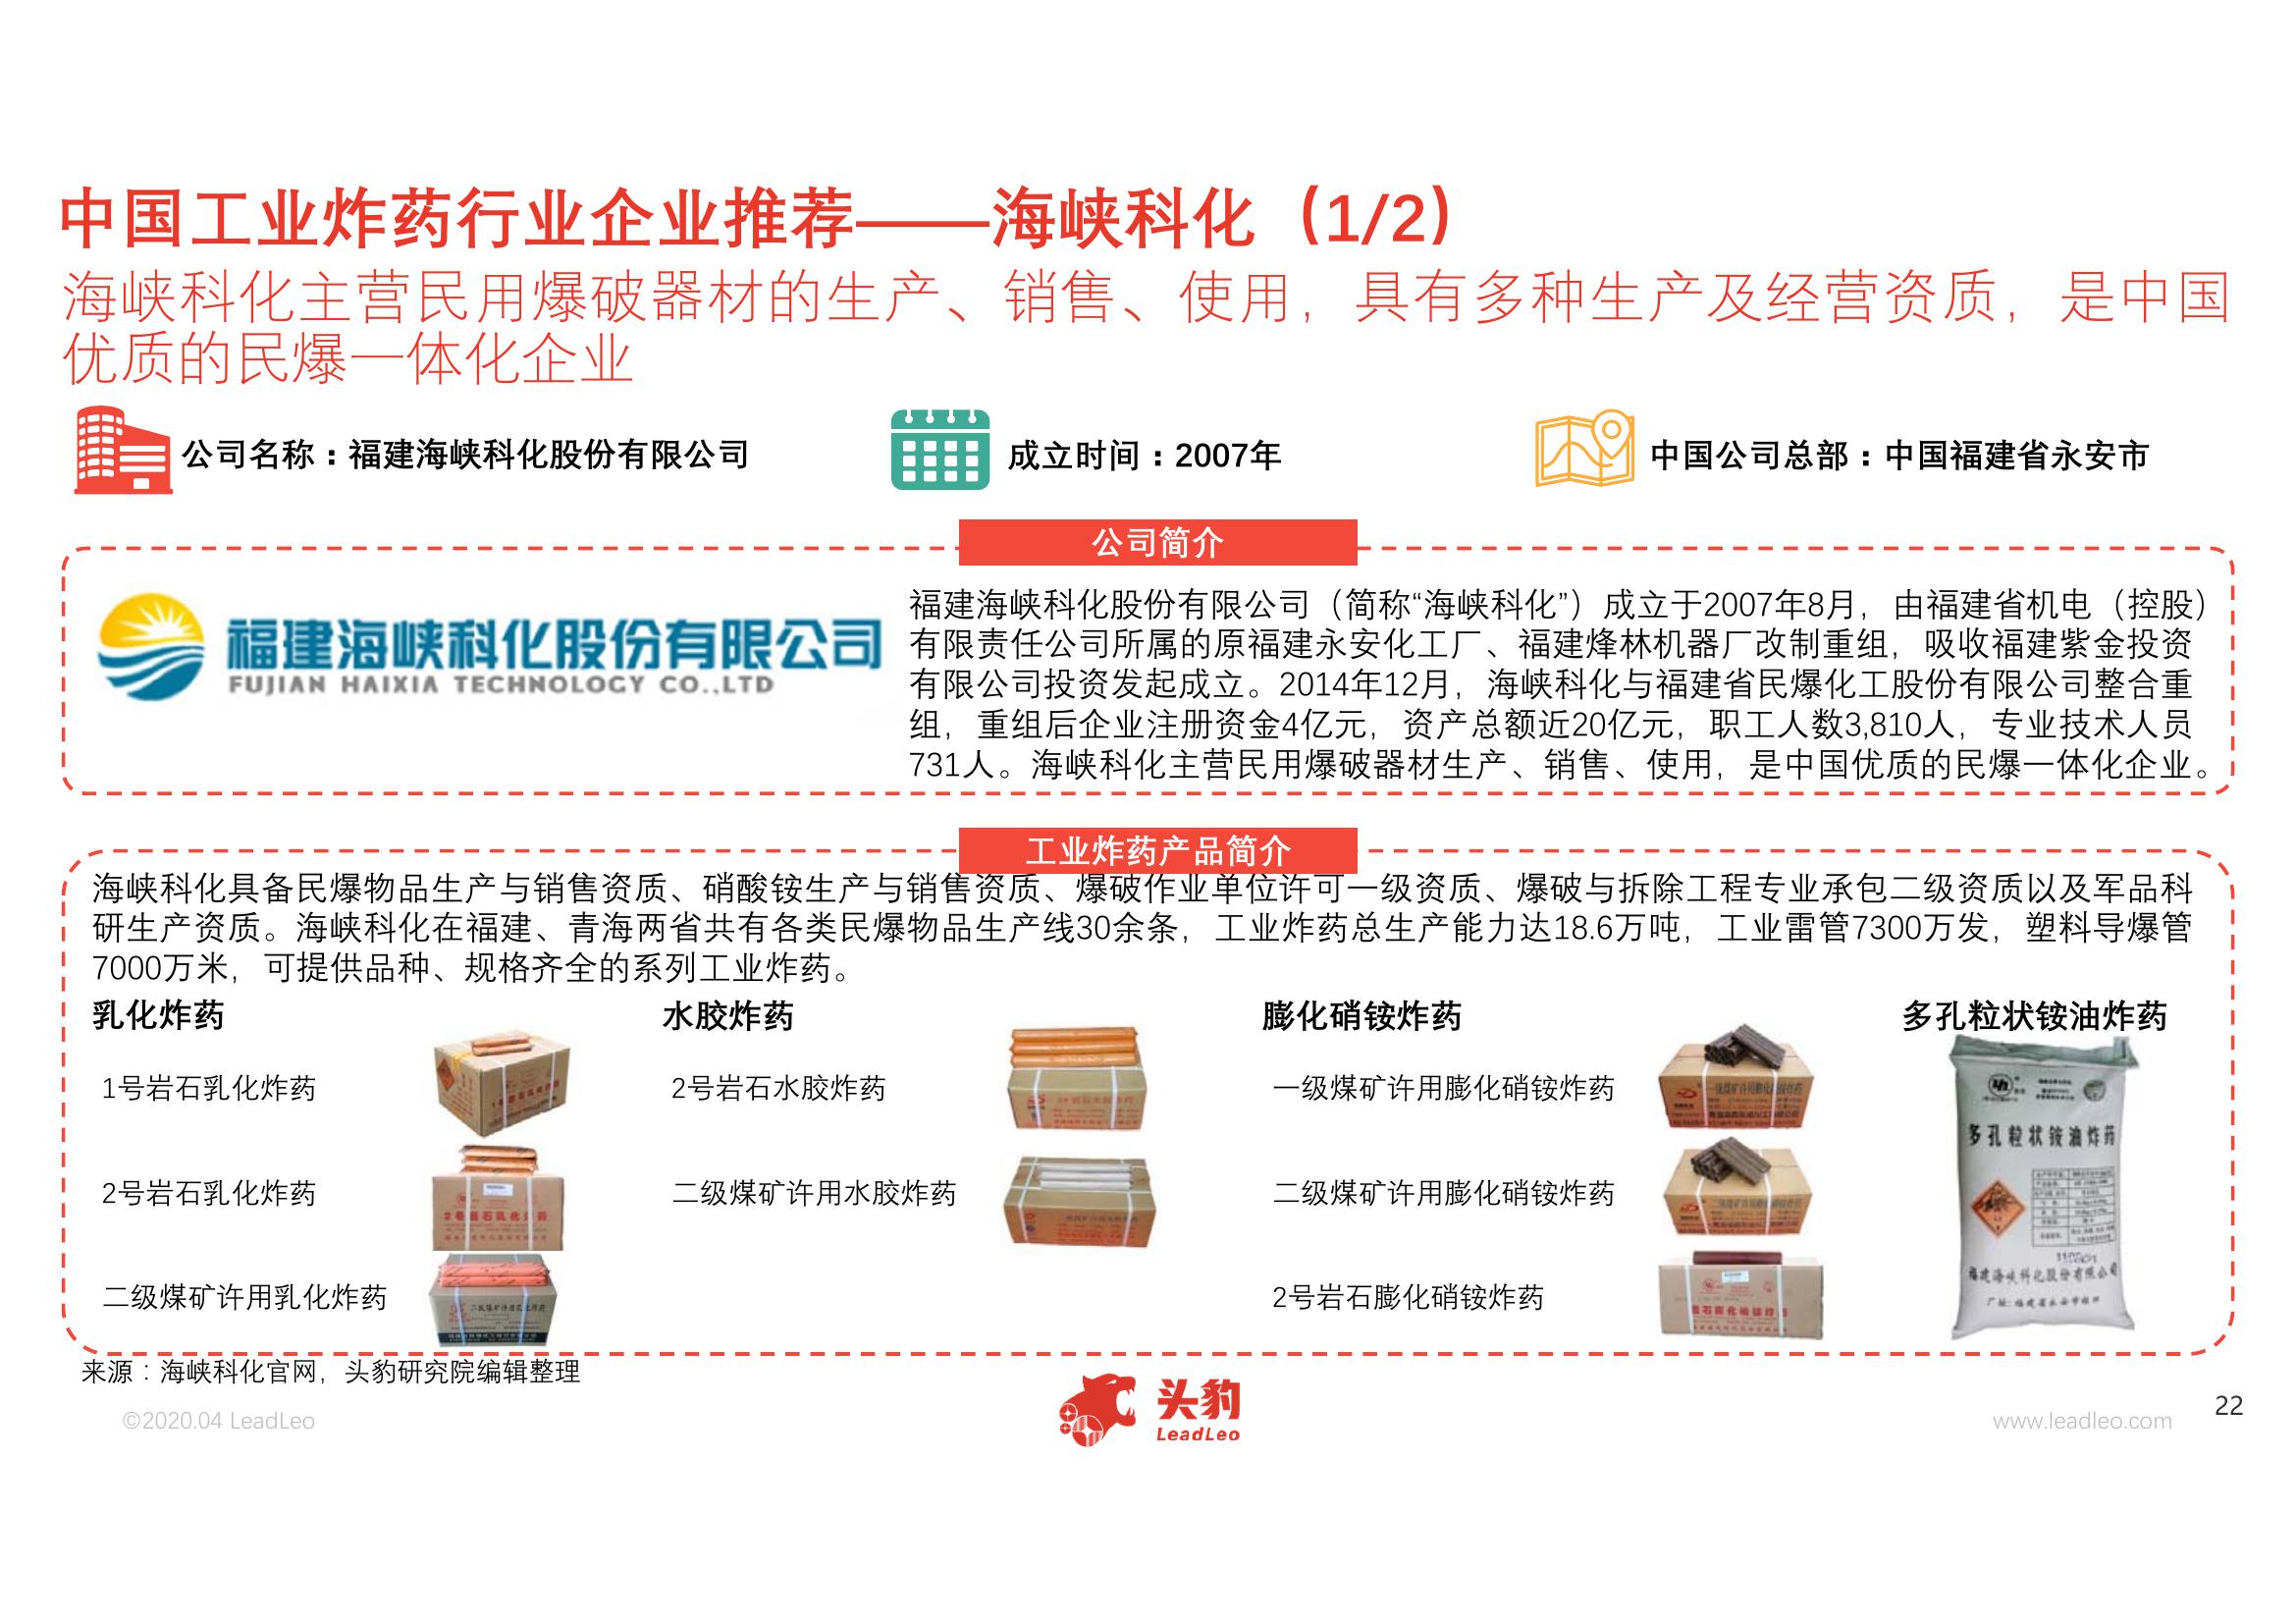 中国工业炸药行业企业推荐——海峡科化（1/2）
海峡科化主营民用爆破器材的生产、销售、使用，具有多种生产及经营资质，是中国
优质的民爆一体化企业
公司名称：福建海峡科化股份有限公司
成立时间：2007年
中国公司总部：中国福建省永安市
公司简介
福建海峡科化股份有限公司
FUJIAN HAIXIA TECHNOLOGY CO.,LTD
福建海峡科化股份有限公司（简称“海峡科化”）成立于2007年8月，由福建省机电（控股）
有限责任公司所属的原福建永安化工厂、福建烽林机器厂改制重组，吸收福建紫金投资
有限公司投资发起成立。2014年12月，海峡科化与福建省民爆化工股份有限公司整合重
组，重组后企业注册资金4亿元，资产总额近20亿元，职工人数3,810人，专业技术人员
731人。海峡科化主营民用爆破器材生产、销售、使用，是中国优质的民爆一体化企业。
工业炸药产品简介
海峡科化具备民爆物品生产与销售资质、硝酸铵生产与销售资质、爆破作业单位许可一级资质、爆破与拆除工程专业承包二级资质以及军品科
研生产资质。海峡科化在福建、青海两省共有各类民爆物品生产线30余条，工业炸药总生产能力达18.6万吨，工业雷管7300万发，塑料导爆管
7000万米，可提供品种、规格齐全的系列工业炸药。
乳化炸药
1号岩石乳化炸药
2号岩石乳化炸药
二级煤矿许用乳化炸药
水胶炸药
2号岩石水胶炸药
二级煤矿许用水胶炸药
膨化硝铵炸药
一级煤矿许用膨化硝铵炸药
二级煤矿许用膨化硝铵炸药
2号岩石膨化硝铵炸药
多孔粒状铵油炸药
多孔粒状铵油炸药
福建海峡科化股份有限公司
来源：海峡科化官网，头豹研究院编辑整理
©2020.04 LeadLeo
头豹
LeadLeo
www.leadleo.com
22